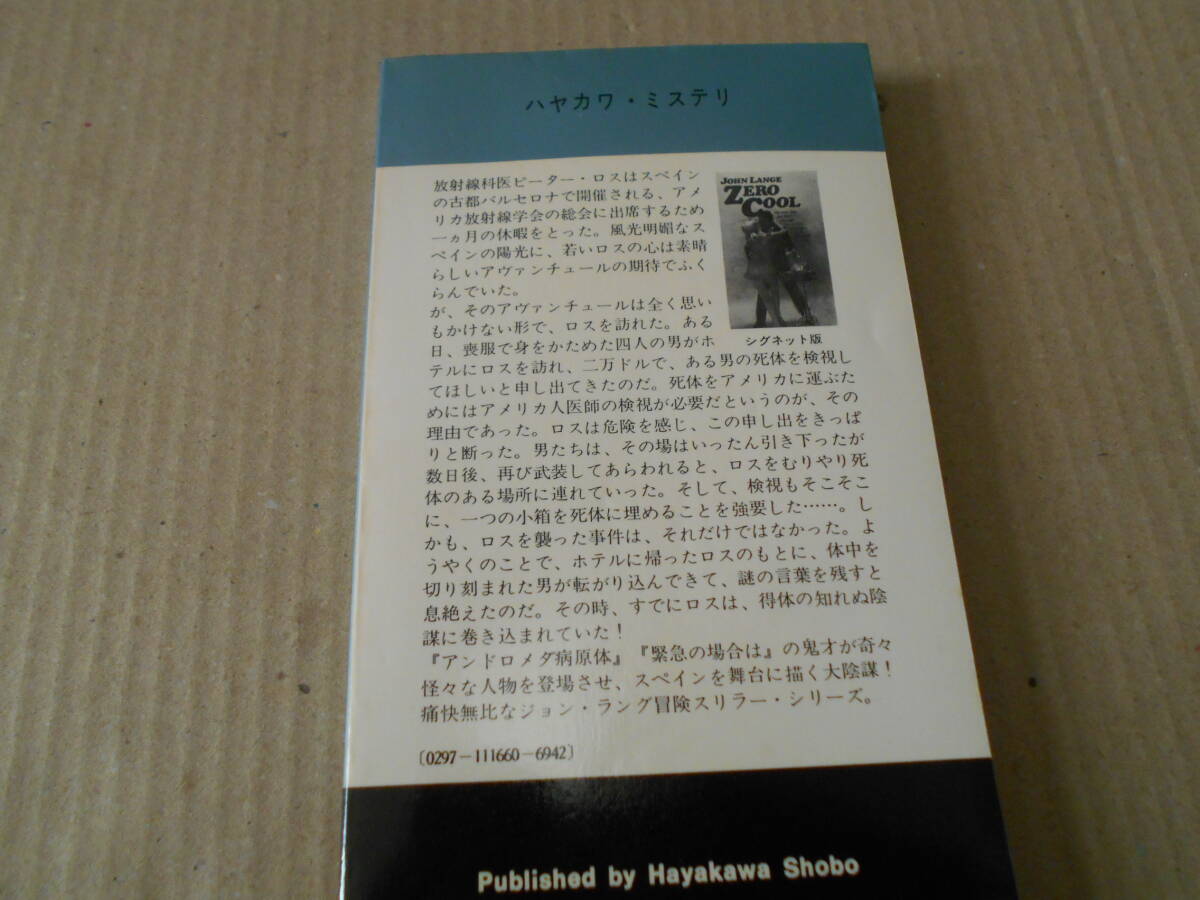 ハヤカワ・ミステリ
放射線科医ピーター・ロスはスペイン
の古都バルセロナで開催される、アメ
リカ放射線学会の総会に出席するため
一ヵ月の休暇をとった。風光明媚なス
ペインの陽光に、若いロスの心は素晴
らしいアヴァンチュールの期待でふく
らんでいた。
が、そのアヴァンチュールは全く思い
もかけない形で、ロスを訪れた。ある
日、喪服で身をかためた四人の男がホ
テルにロスを訪れ、二万ドルで、ある男の死体を検視し
てほしいと申し出てきたのだ。死体をアメリカに運ぶた
めにはアメリカ人医師の検視が必要だというのが、その
理由であった。ロスは危険を感じ、この申し出をきっぱ
りと断った。男たちは、その場はいったん引き下ったが
数日後、再び武装してあらわれると、ロスをむりやり死
体のある場所に連れていった。そして、検視もそこそこ
に、一つの小箱を死体に埋めることを強要した……。し
かも、ロスを襲った事件は、それだけではなかった。よ
うやくのことで、ホテルに帰ったロスのもとに、体中を
切り刻まれた男が転がり込んできて、謎の言葉を残すと
息絶えたのだ。その時、すでにロスは、得体の知れぬ陰
謀に巻き込まれていた！
『アンドロメダ病原体』『緊急の場合は』の鬼才が奇々
怪々な人物を登場させ、スペインを舞台に描く大陰謀！
痛快無比なジョン・ラング冒険スリラー・シリーズ。
JOHN LANGE
ZERO
COOL
シグネット版
〔0297－111660－6942〕
Published by Hayakawa Shobo